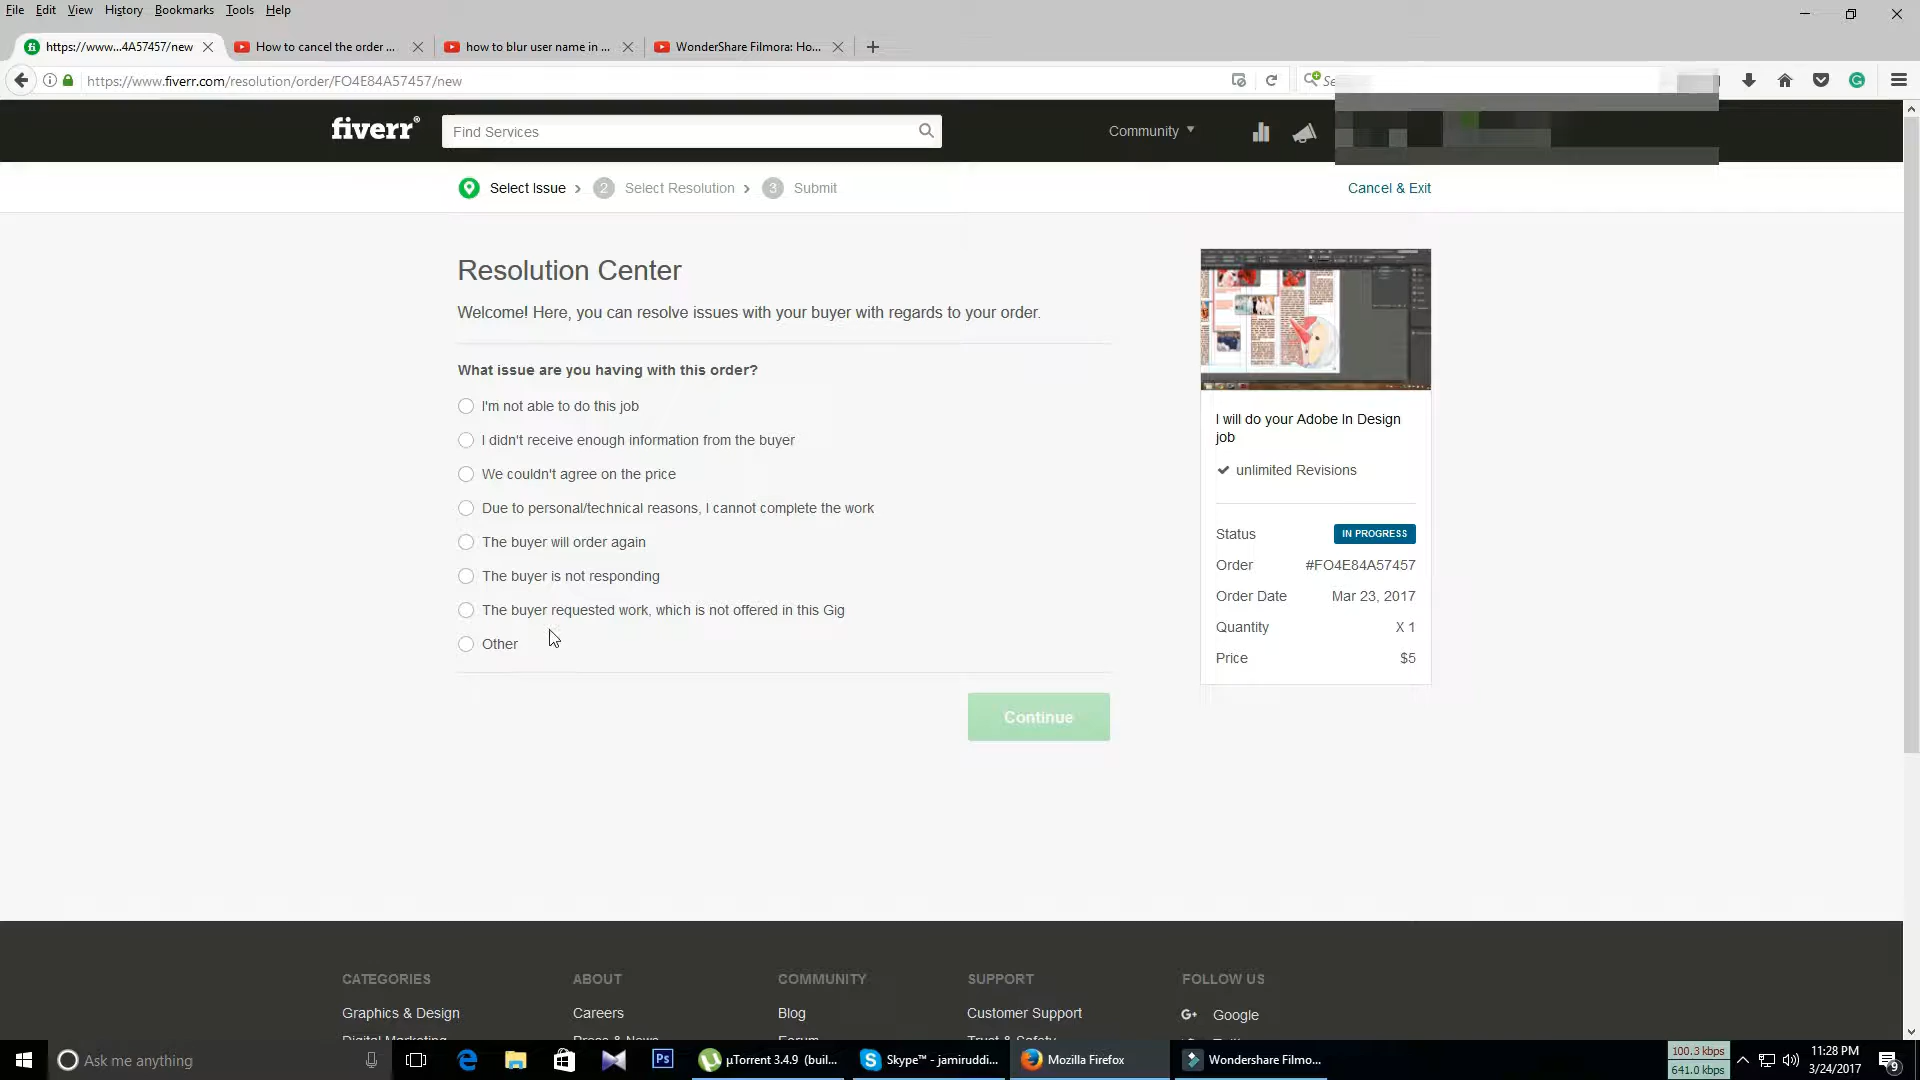 File Edit View History Bookmarks Tools Help
https://www...4A57457/new
How to cancel the order ...
how to blur user name in ...
WonderShare Filmora: Ho...
https://www.fiverr.com/resolution/order/FO4E84A57457/new
fiverr®
Find Services
Community
Select Issue › 2 Select Resolution › 3 Submit
Cancel & Exit
Resolution Center
Welcome! Here, you can resolve issues with your buyer with regards to your order.
What issue are you having with this order?
I'm not able to do this job
I didn't receive enough information from the buyer
We couldn't agree on the price
Due to personal/technical reasons, I cannot complete the work
The buyer will order again
The buyer is not responding
The buyer requested work, which is not offered in this Gig
Other
Continue
I will do your Adobe In Design
job
unlimited Revisions
Status IN PROGRESS
Order #FO4E84A57457
Order Date Mar 23, 2017
Quantity X 1
Price $5
CATEGORIES ABOUT COMMUNITY SUPPORT FOLLOW US
Graphics & Design Careers Blog Customer Support G+ Google
Ask me anything
Ps
µTorrent 3.4.9 (buil...
Skype™ - jamiruddi...
Mozilla Firefox
Wondershare Filmo...
100.3 kbps
641.0 kbps
11:28 PM
3/24/2017
9